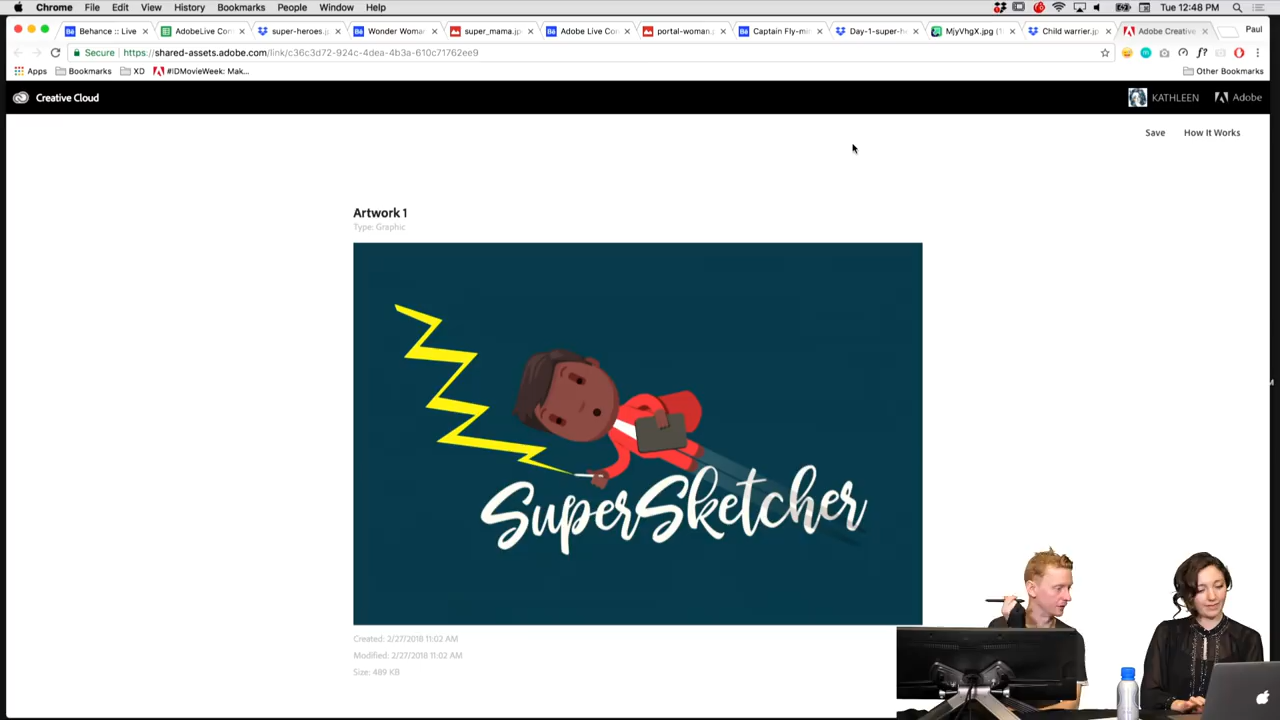 Chrome File Edit View History Bookmarks People Window Help Tue 12:48 PM
Behance :: Live AdobeLive Con super-heroes.j Wonder Woman super_mama.jp Adobe Live Con portal-woman. Captain Fly-m Day-1-super-h MjyVhgX.jpg (1 Child warrier.jp Adobe Creative Paul
Secure https://shared-assets.adobe.com/link/c36c3d72-924c-4dea-4b3a-610c71762ee9
Apps Bookmarks XD #IDMovieWeek: Mak... Other Bookmarks
Creative Cloud KATHLEEN Adobe
Save How It Works
Artwork 1
Type: Graphic
SuperSketcher
Created: 2/27/2018 11:02 AM
Modified: 2/27/2018 11:02 AM
Size: 489 KB